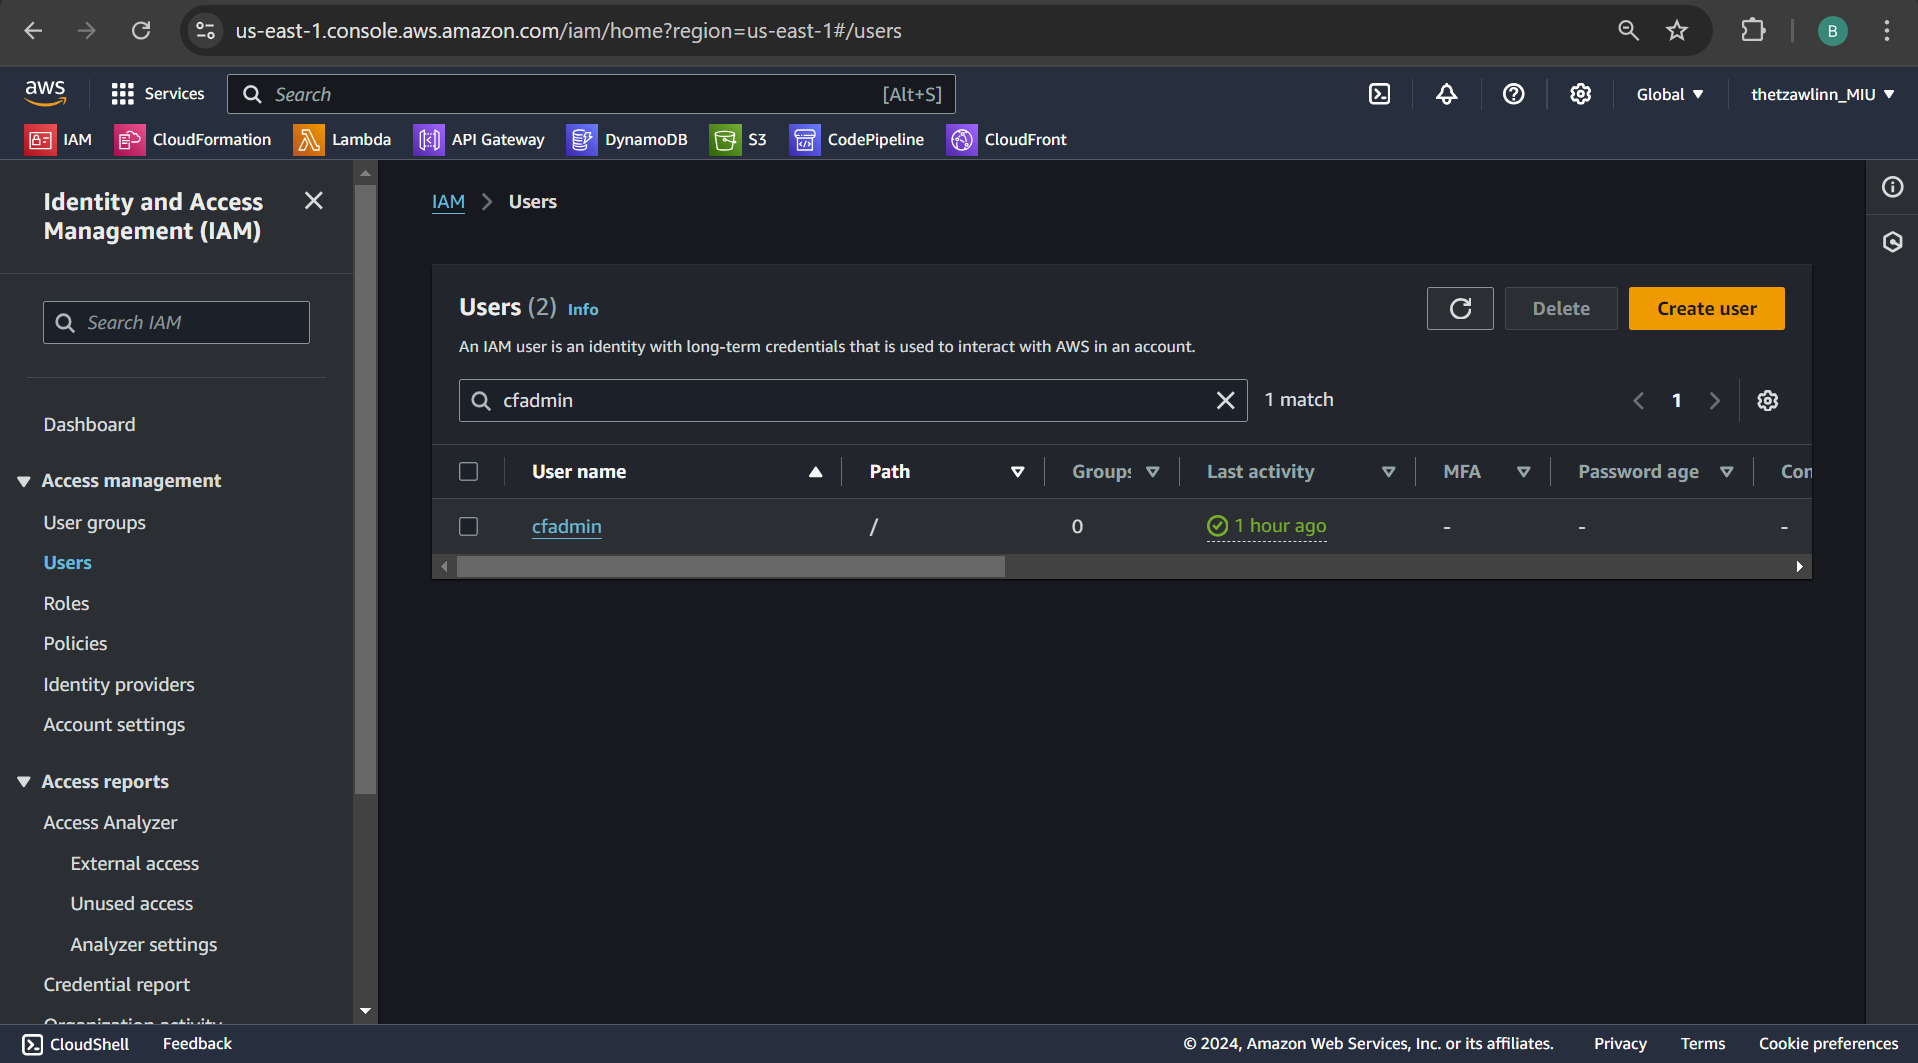 us-east-1.console.aws.amazon.com/iam/home?region=us-east-1#/users
B
aws
Services
Search
[Alt+S]
Global
thetzawlinn_MIU
IAM
CloudFormation
Lambda
API Gateway
DynamoDB
S3
CodePipeline
CloudFront
Identity and Access
Management (IAM)
Search IAM
Dashboard
Access management
User groups
Users
Roles
Policies
Identity providers
Account settings
Access reports
Access Analyzer
External access
Unused access
Analyzer settings
Credential report
Organization activity
IAM
Users
Users (2) Info
Delete
Create user
An IAM user is an identity with long-term credentials that is used to interact with AWS in an account.
cfadmin
1 match
1
User name
Path
Groups
Last activity
MFA
Password age
Con
cfadmin
/
0
1 hour ago
-
-
-
CloudShell
Feedback
© 2024, Amazon Web Services, Inc. or its affiliates.
Privacy
Terms
Cookie preferences